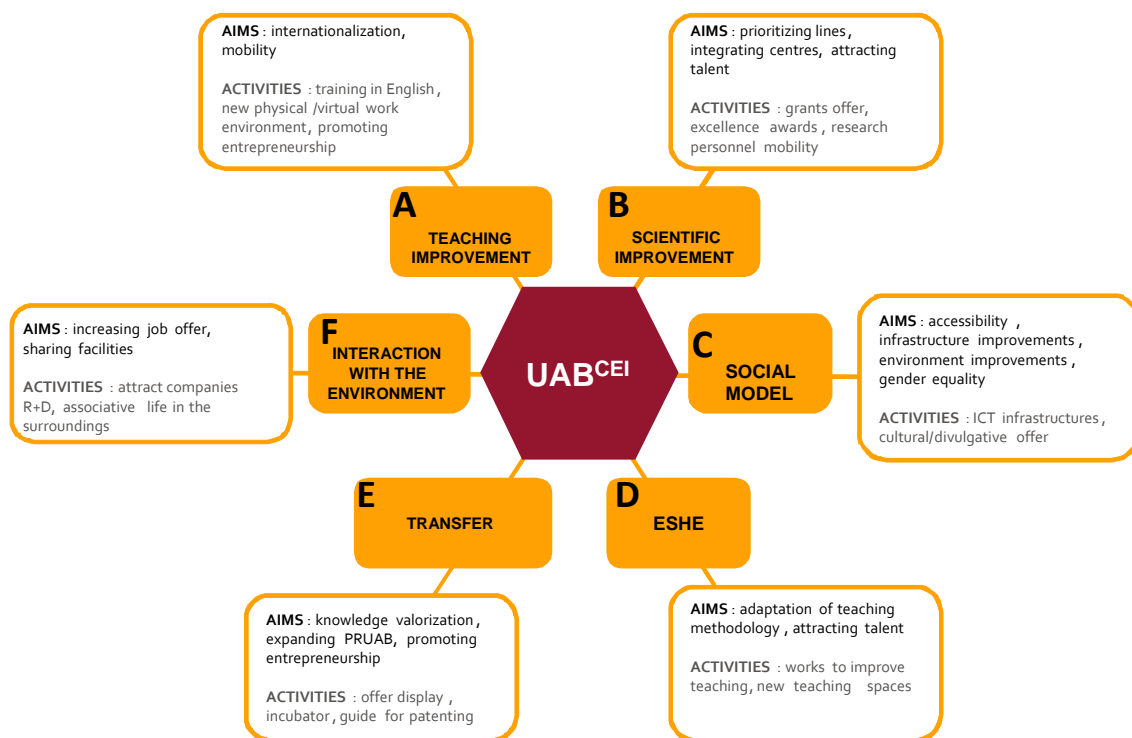 AIMS : internationalization,
mobility
ACTIVITIES : training in English ,
new physical /virtual work
environment, promoting
entrepreneurship
AIMS : prioritizing lines ,
integrating centres, attracting
talent
ACTIVITIES : grants offer,
excellence awards , research
personnel mobility
A
TEACHING
IMPROVEMENT
B
SCIENTIFIC
IMPROVEMENT
AIMS : increasing job offer,
sharing facilities
ACTIVITIES : attract companies
R+D, associative life in the
surroundings
F
INTERACTION
WITH THE
ENVIRONMENT
UAB^CEI
C
SOCIAL
MODEL
AIMS : accessibility ,
infrastructure improvements ,
environment improvements ,
gender equality
ACTIVITIES : ICT infrastructures ,
cultural/divulgative offer
E
TRANSFER
D
ESHE
AIMS : knowledge valorization ,
expanding PRUAB, promoting
entrepreneurship
ACTIVITIES : offer display ,
incubator, guide for patenting
AIMS : adaptation of teaching
methodology , attracting talent
ACTIVITIES : works to improve
teaching, new teaching spaces